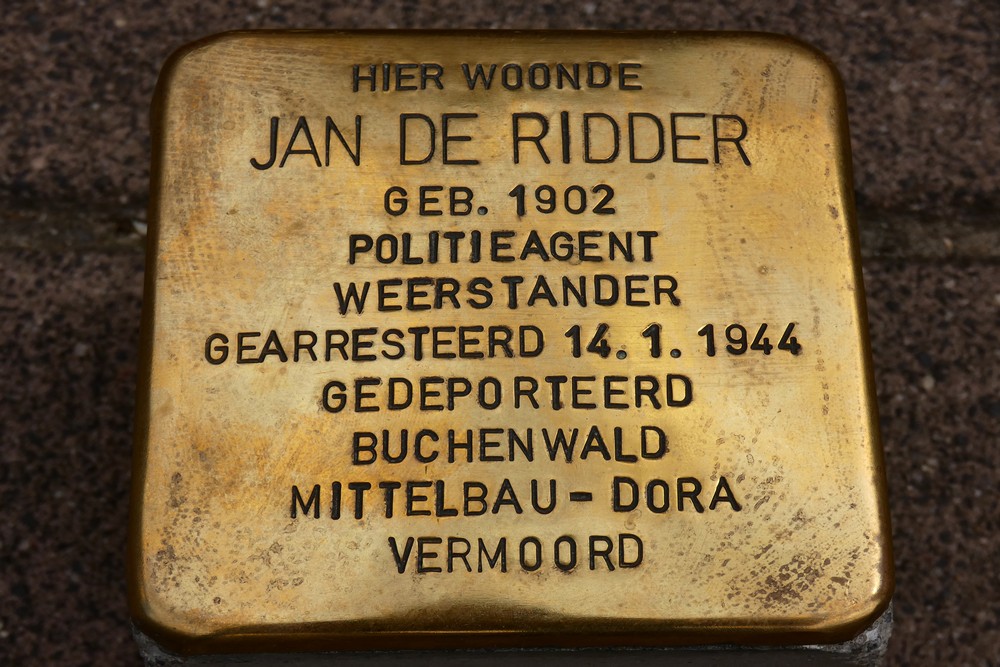 HIER WOONDE
JAN DE RIDDER
GEB. 1902
POLITIEAGENT
WEERSTANDER
GEARRESTEERD 14.1.1944
GEDEPORTEERD
BUCHENWALD
MITTELBAU-DORA
VERMOORD